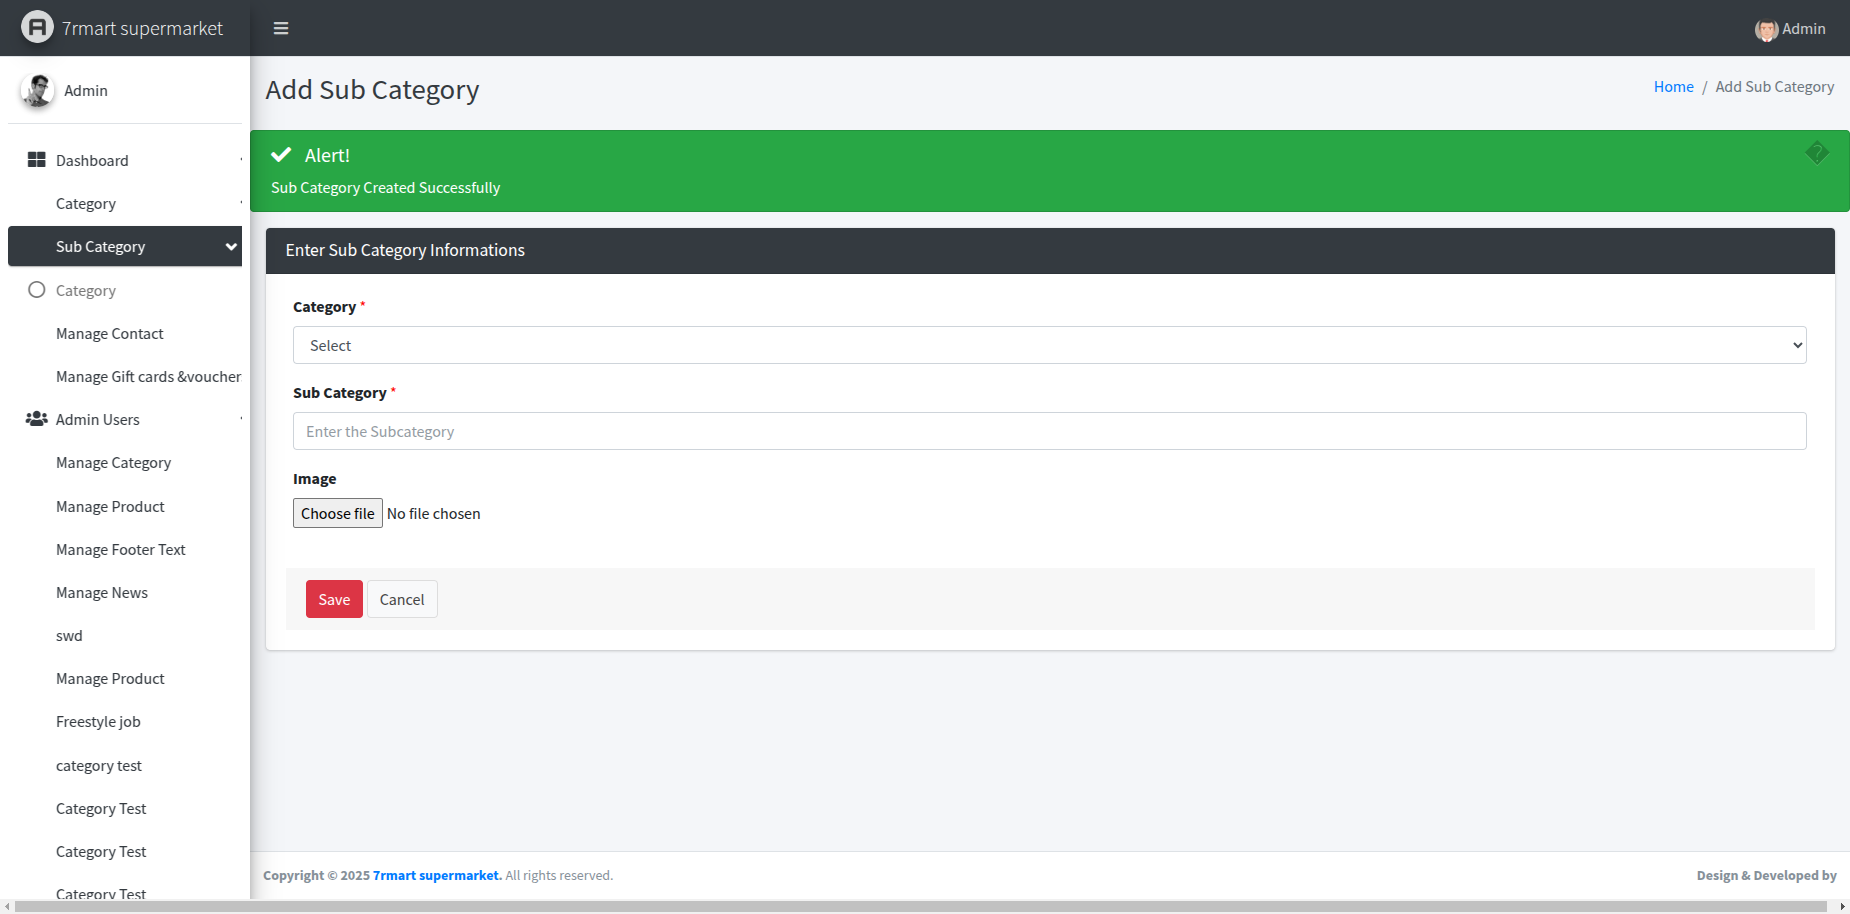 7rmart supermarket
Admin
Admin
Dashboard
Category
Sub Category
Category
Manage Contact
Manage Gift cards &voucher
Admin Users
Manage Category
Manage Product
Manage Footer Text
Manage News
swd
Manage Product
Freestyle job
category test
Category Test
Category Test
Category Test
Add Sub Category
Home / Add Sub Category
Alert!
Sub Category Created Successfully
Enter Sub Category Informations
Category *
Select
Sub Category *
Enter the Subcategory
Image
Choose file No file chosen
Save Cancel
Copyright © 2025 7rmart supermarket. All rights reserved.
Design & Developed by